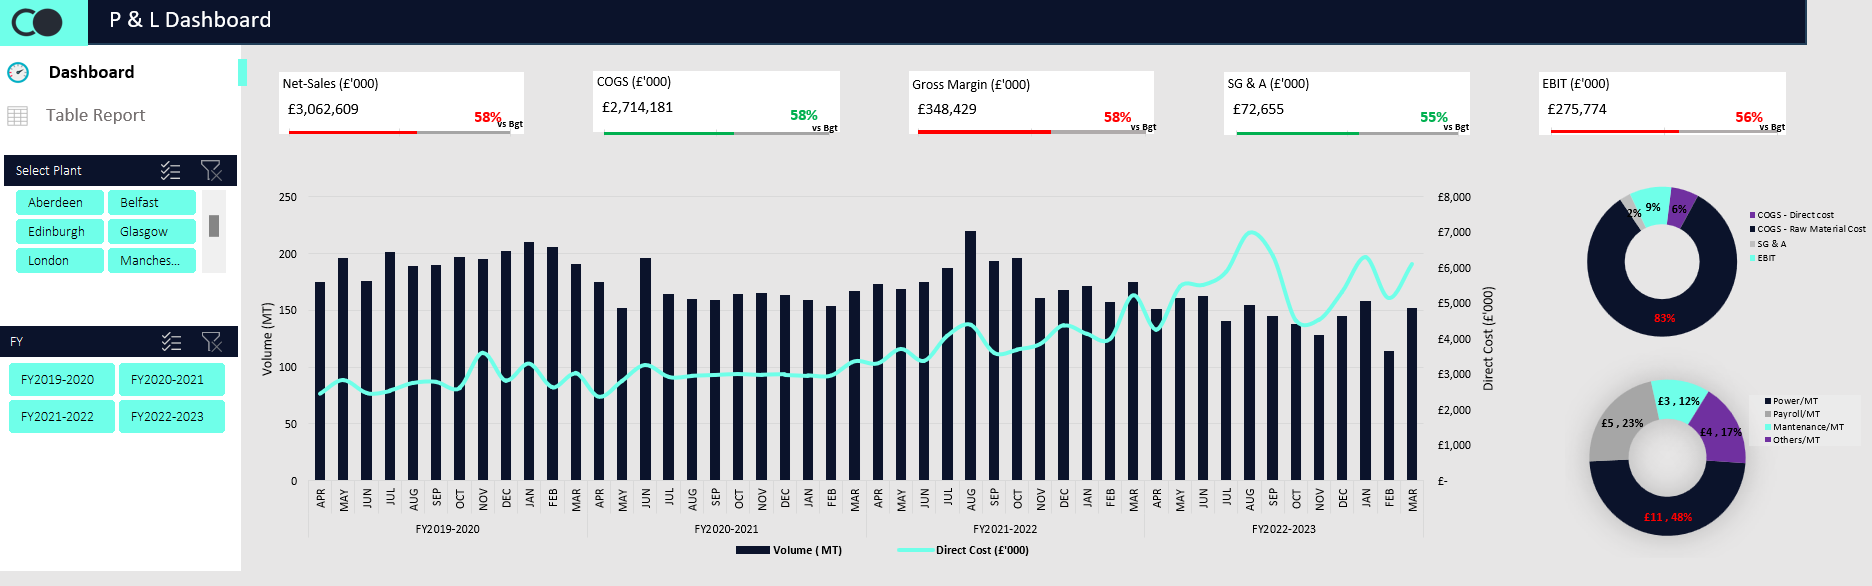 P & L Dashboard
Dashboard
Table Report
Select Plant
Aberdeen Belfast
Edinburgh Glasgow
London Manches...
FY
FY2019-2020 FY2020-2021
FY2021-2022 FY2022-2023
Net-Sales (£'000)
£3,062,609
58% vs Bgt
COGS (£'000)
£2,714,181
58% vs Bgt
Gross Margin (£'000)
£348,429
58% vs Bgt
SG & A (£'000)
£72,655
55% vs Bgt
EBIT (£'000)
£275,774
56% vs Bgt
Volume (MT)
250
200
150
100
50
0
£8,000
£7,000
£6,000
£5,000
£4,000
£3,000
£2,000
£1,000
£-
Direct Cost (£'000)
APR MAY JUN JUL AUG SEP OCT NOV DEC JAN FEB MAR APR MAY JUN JUL AUG SEP OCT NOV DEC JAN FEB MAR APR MAY JUN JUL AUG SEP OCT NOV DEC JAN FEB MAR APR MAY JUN JUL AUG SEP OCT NOV DEC JAN FEB MAR
FY2019-2020 FY2020-2021 FY2021-2022 FY2022-2023
Volume ( MT) Direct Cost (£'000)
2% 9% 6%
83%
COGS - Direct cost
COGS - Raw Material Cost
SG & A
EBIT
£3 , 12%
£5 , 23%
£4 , 17%
£11 , 48%
Power/MT
Payroll/MT
Mantenance/MT
Others/MT